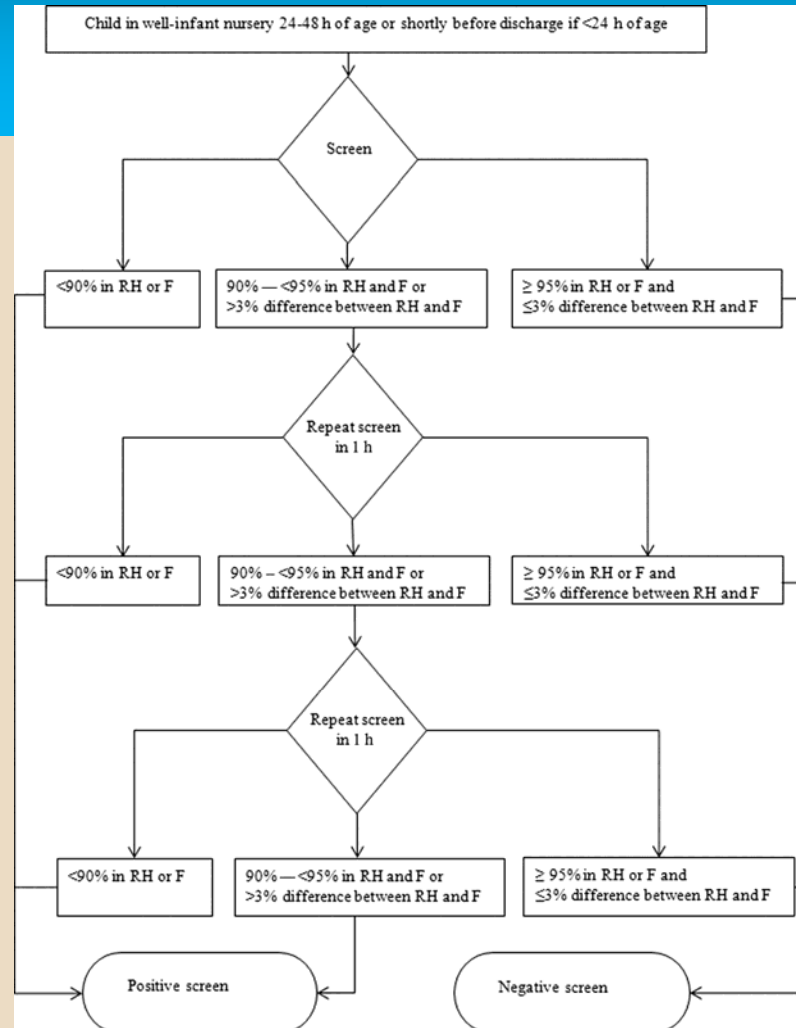 Child in well-infant nursery 24-48 h of age or shortly before discharge if <24 h of age
Screen
<90% in RH or F
90% — <95% in RH and F or
>3% difference between RH and F
≥ 95% in RH or F and
≤3% difference between RH and F
Repeat screen
in 1 h
<90% in RH or F
90% – <95% in RH and F or
>3% difference between RH and F
≥ 95% in RH or F and
≤3% difference between RH and F
Repeat screen
in 1 h
<90% in RH or F
90% — <95% in RH and F or
>3% difference between RH and F
≥ 95% in RH or F and
≤3% difference between RH and F
Positive screen
Negative screen